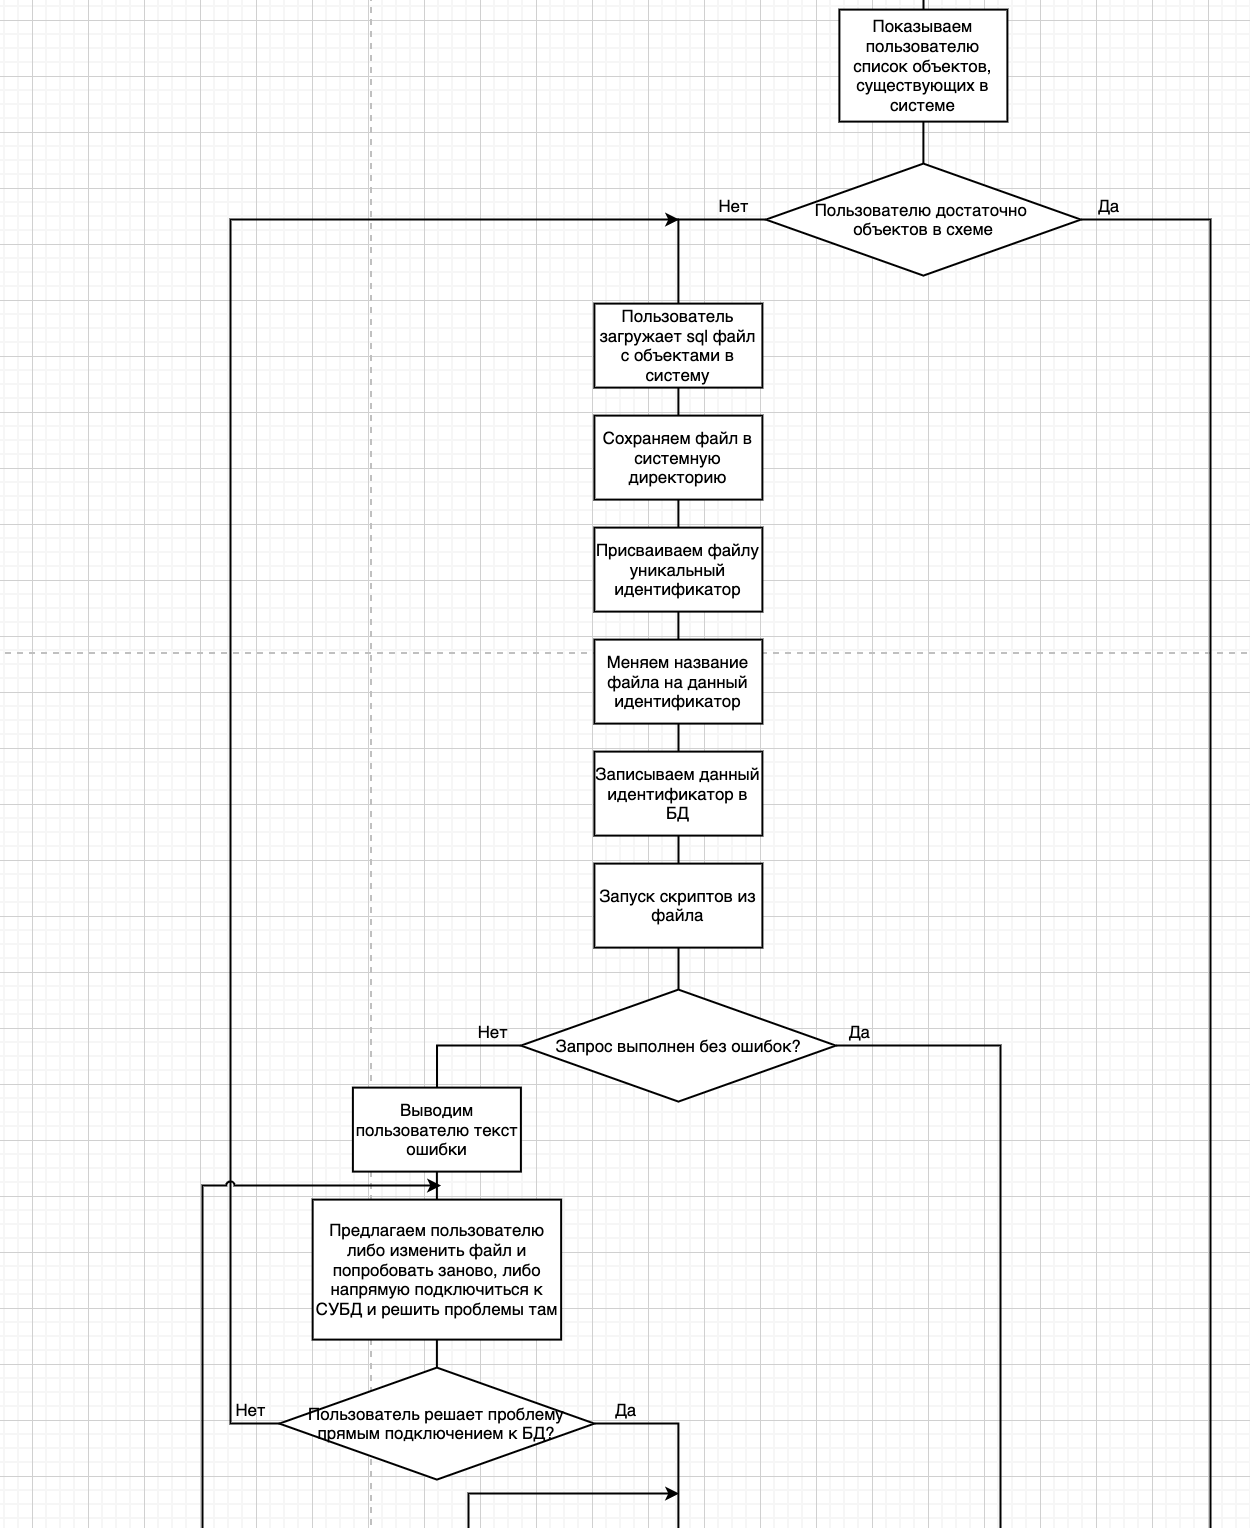 Показываем
пользователю
список объектов,
существующих в
системе
Нет
Пользователю достаточно
объектов в схеме
Да
Пользователь
загружает sql файл
с объектами в
систему
Сохраняем файл в
системную
директорию
Присваиваем файлу
уникальный
идентификатор
Меняем название
файла на данный
идентификатор
Записываем данный
идентификатор в
БД
Запуск скриптов из
файла
Нет
Запрос выполнен без ошибок?
Да
Выводим
пользователю текст
ошибки
Предлагаем пользователю
либо изменить файл и
попробовать заново, либо
напрямую подключиться к
СУБД и решить проблемы там
Нет
Пользователь решает проблему
прямым подключением к БД?
Да